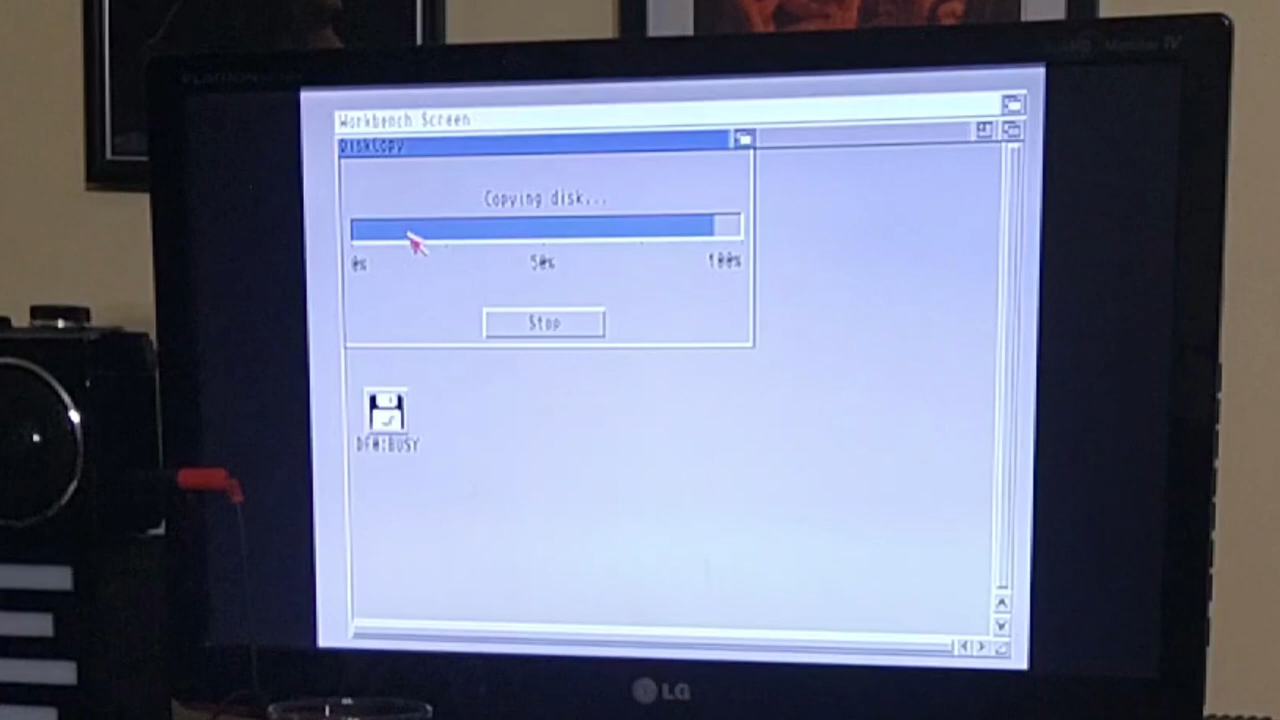 Workbench Screen
DiskCopy
Copying disk...
0%
50%
100%
Stop
DF0:BUSY
LG